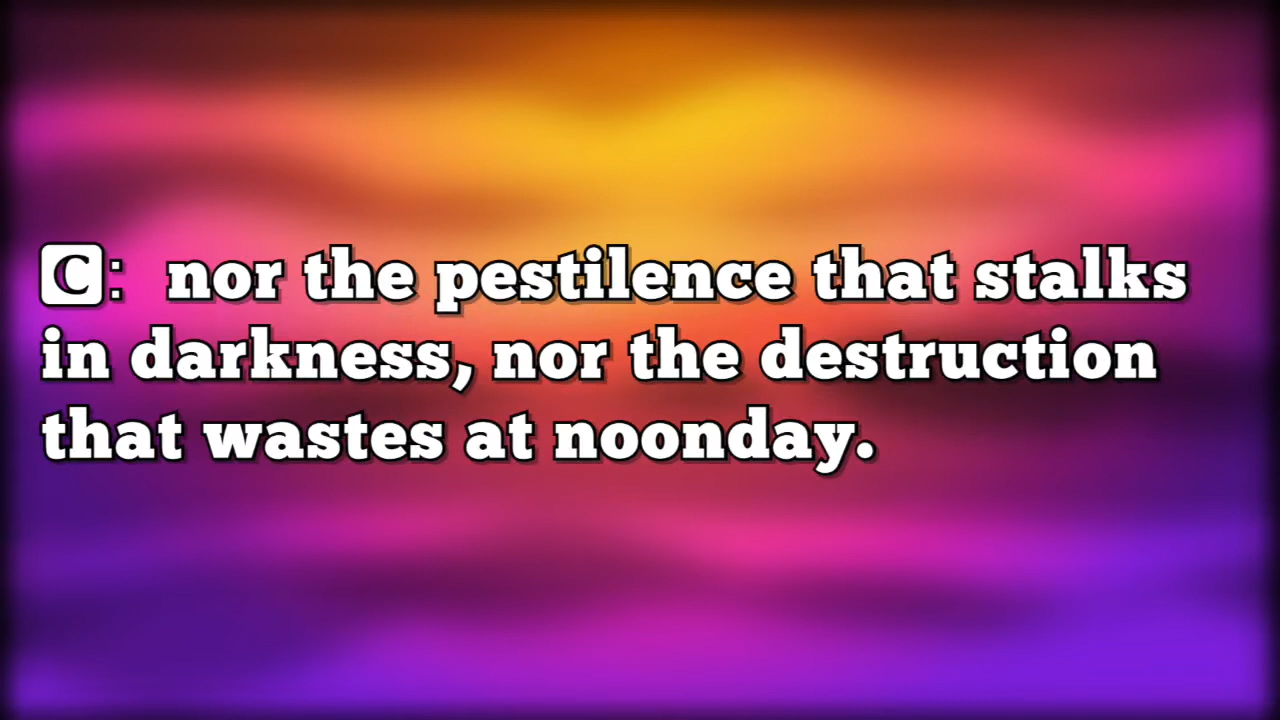 C: nor the pestilence that stalks
in darkness, nor the destruction
that wastes at noonday.